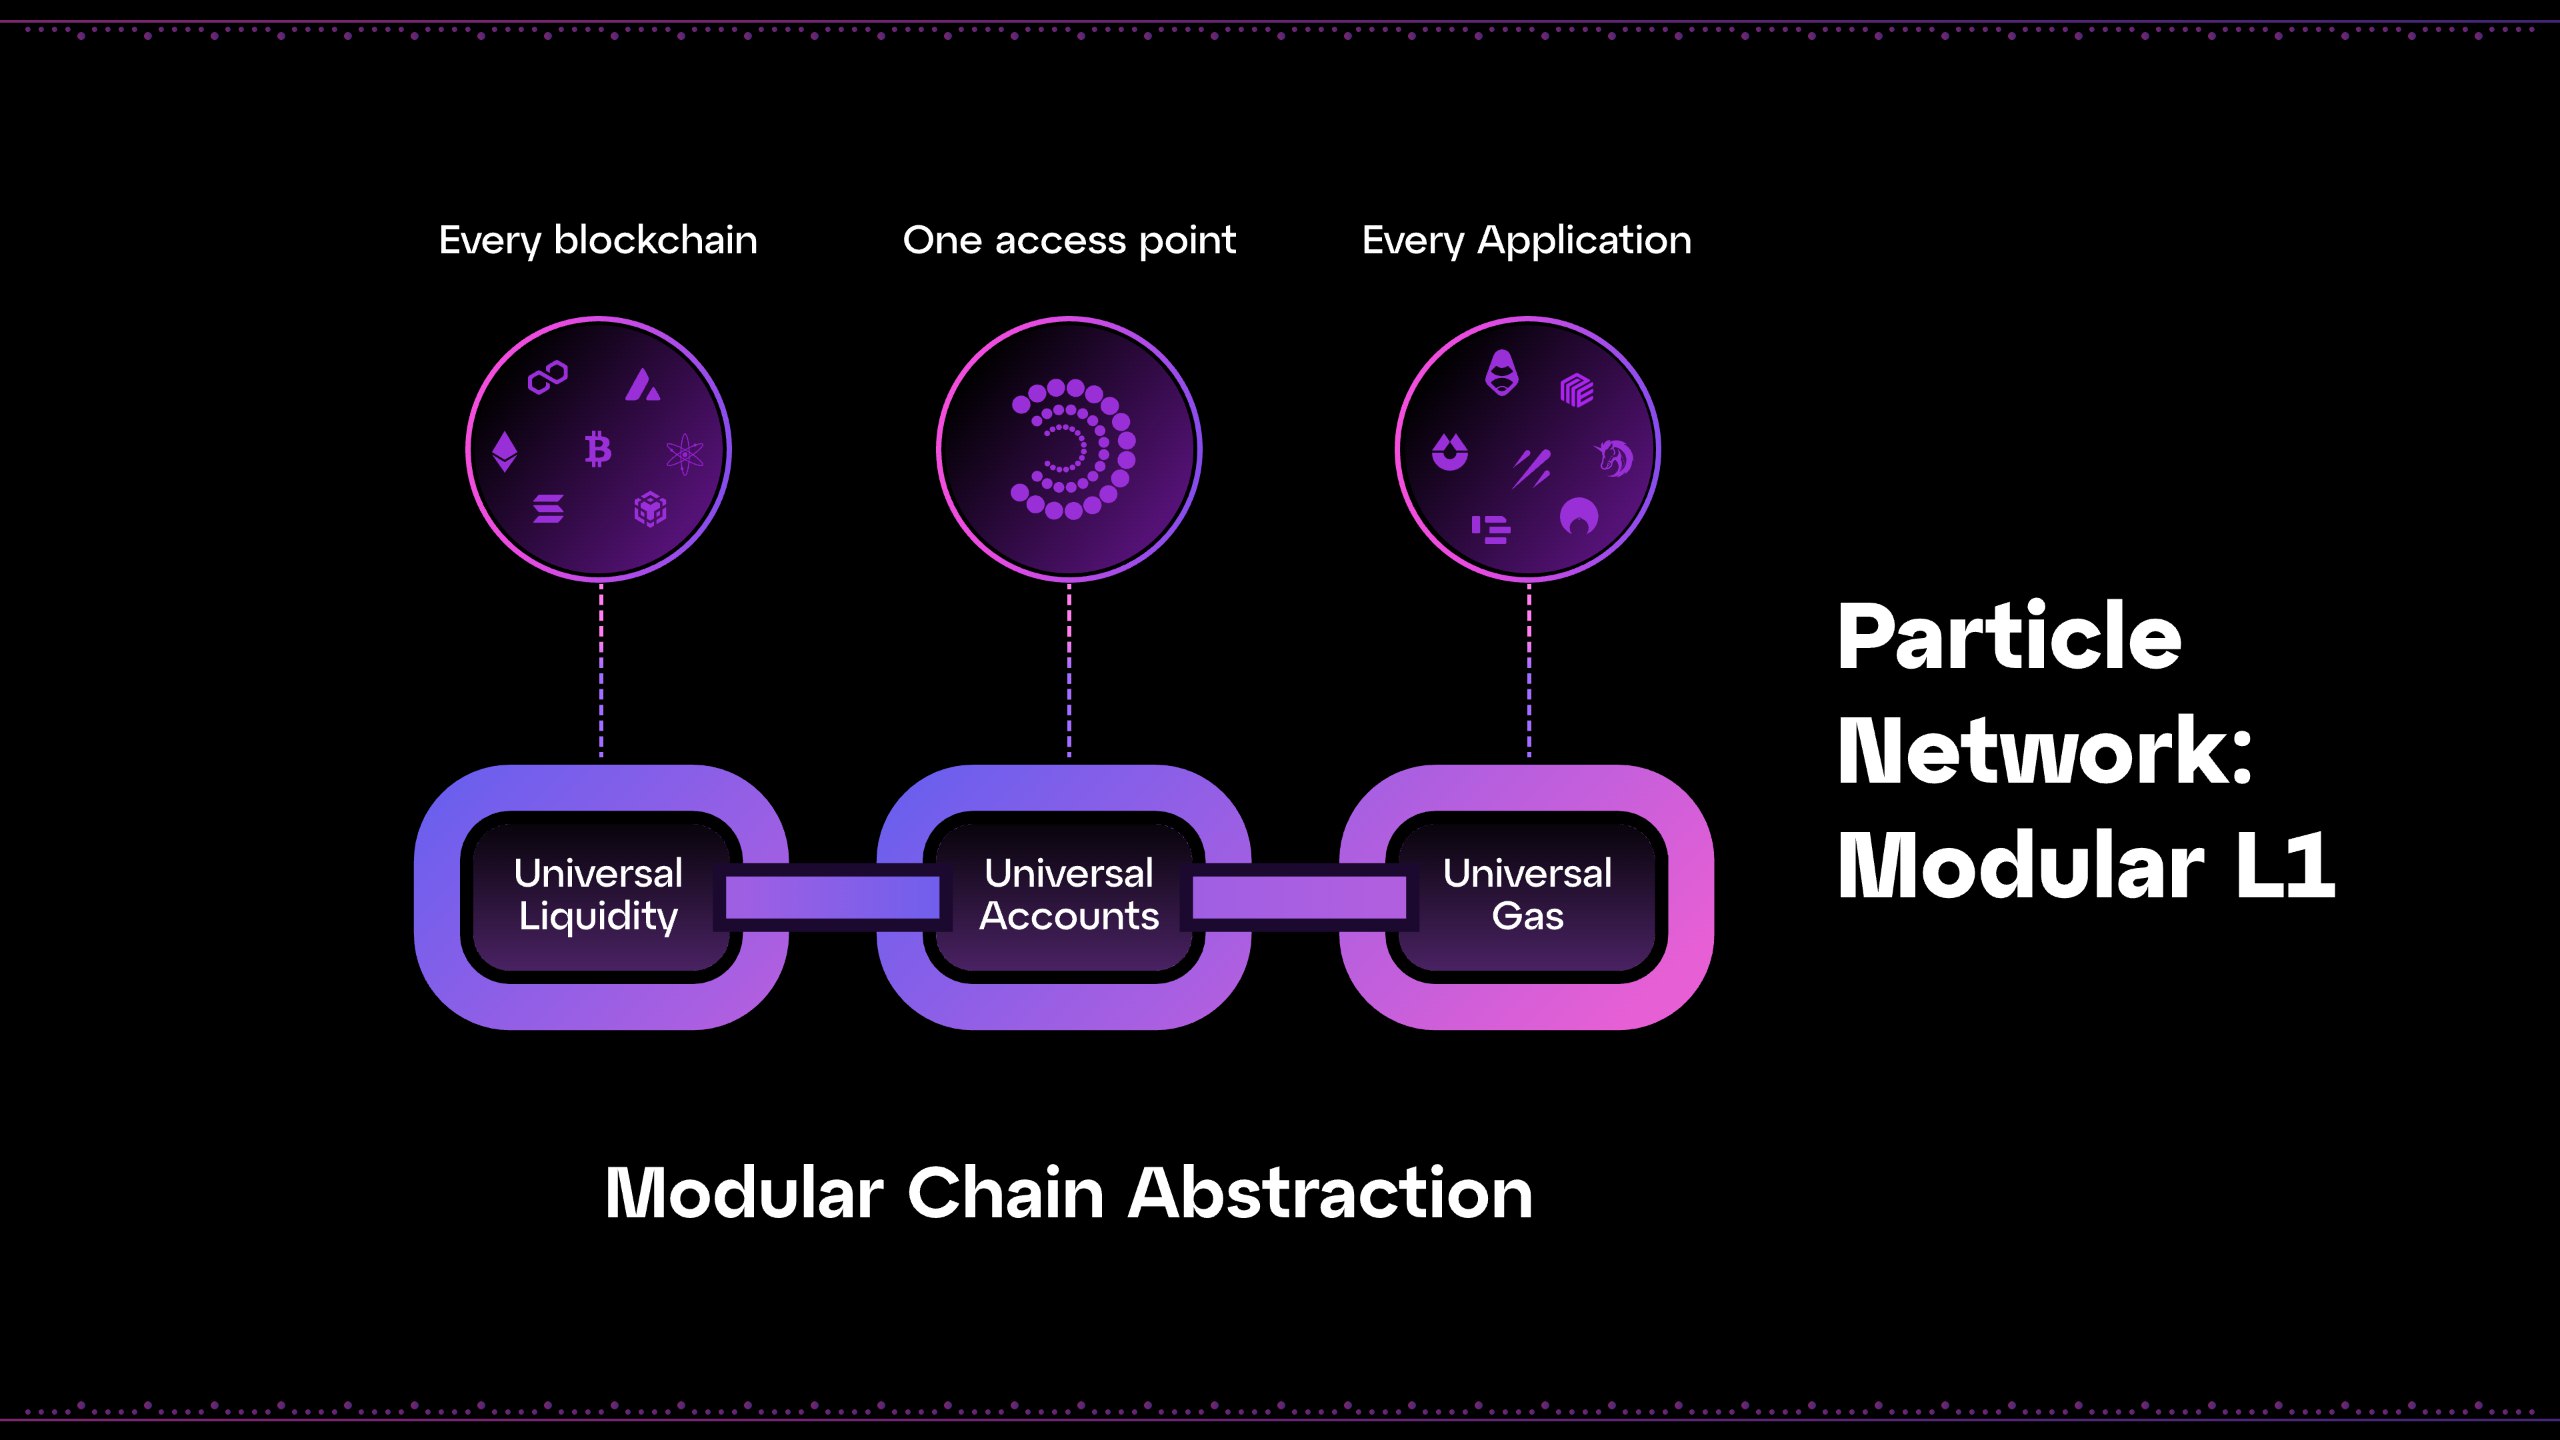 Every blockchain
One access point
Every Application
Universal
Liquidity
Universal
Accounts
Universal
Gas
Particle
Network:
Modular L1
Modular Chain Abstraction